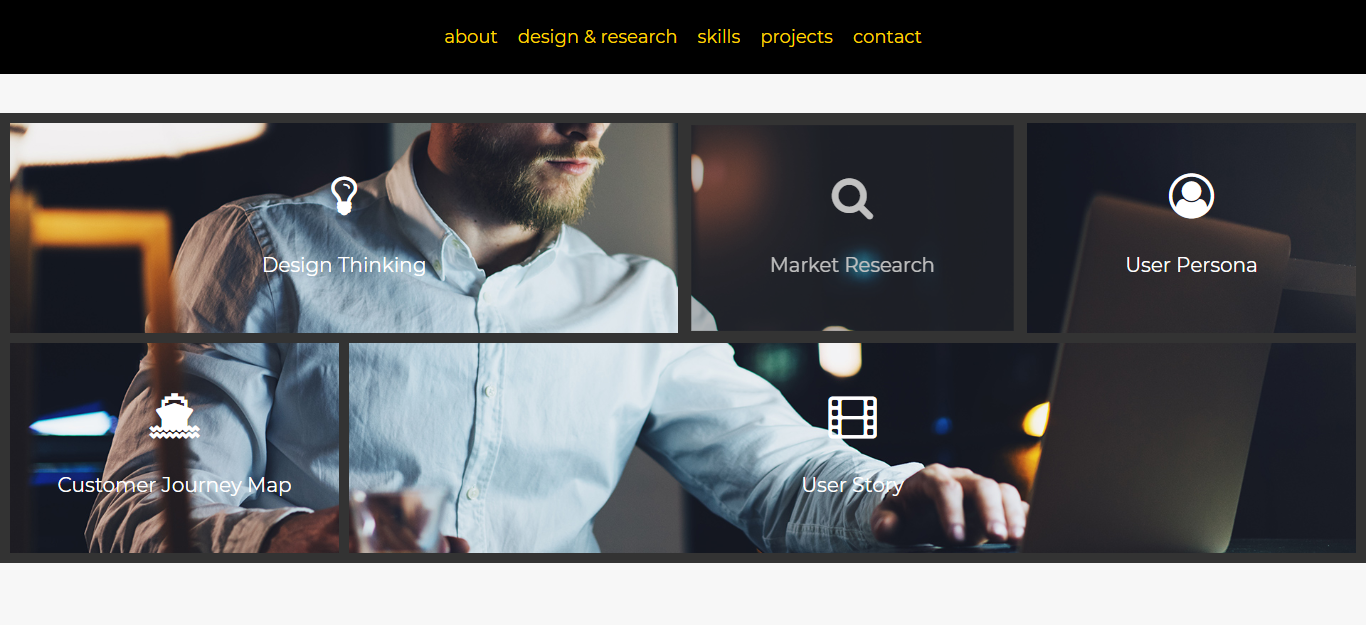 about design & research skills projects contact
Design Thinking
Market Research
User Persona
Customer Journey Map
User Story